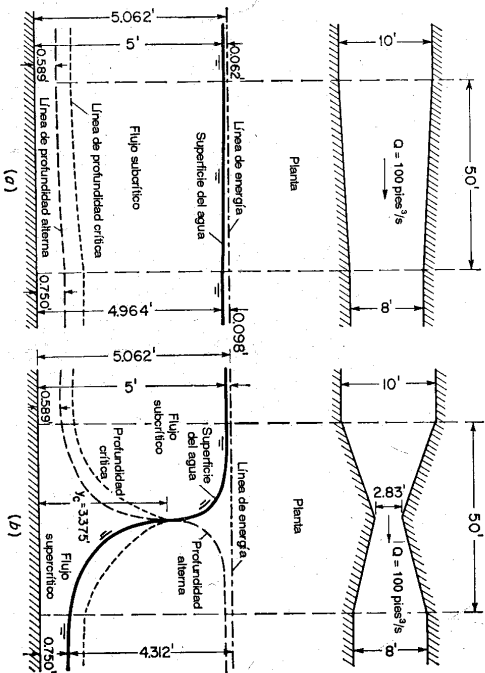 10'
Q = 100 pies³/s
50'
8'
Planta
0.062'
Línea de energía
5.062'
5'
Superficie del agua
Flujo subcrítico
Línea de profundidad crítica
Línea de profundidad alterna
0.589'
0.098'
4.964'
0.750'
(a)
10'
2.83'
Q = 100 pies³/s
50'
8'
Planta
Línea de energía
5.062'
5'
Superficie
del agua
Flujo
subcrítico
Profundidad
crítica
Profundidad
alterna
yc = 3.375'
0.589'
Flujo
supercrítico
4.312'
0.750'
(b)